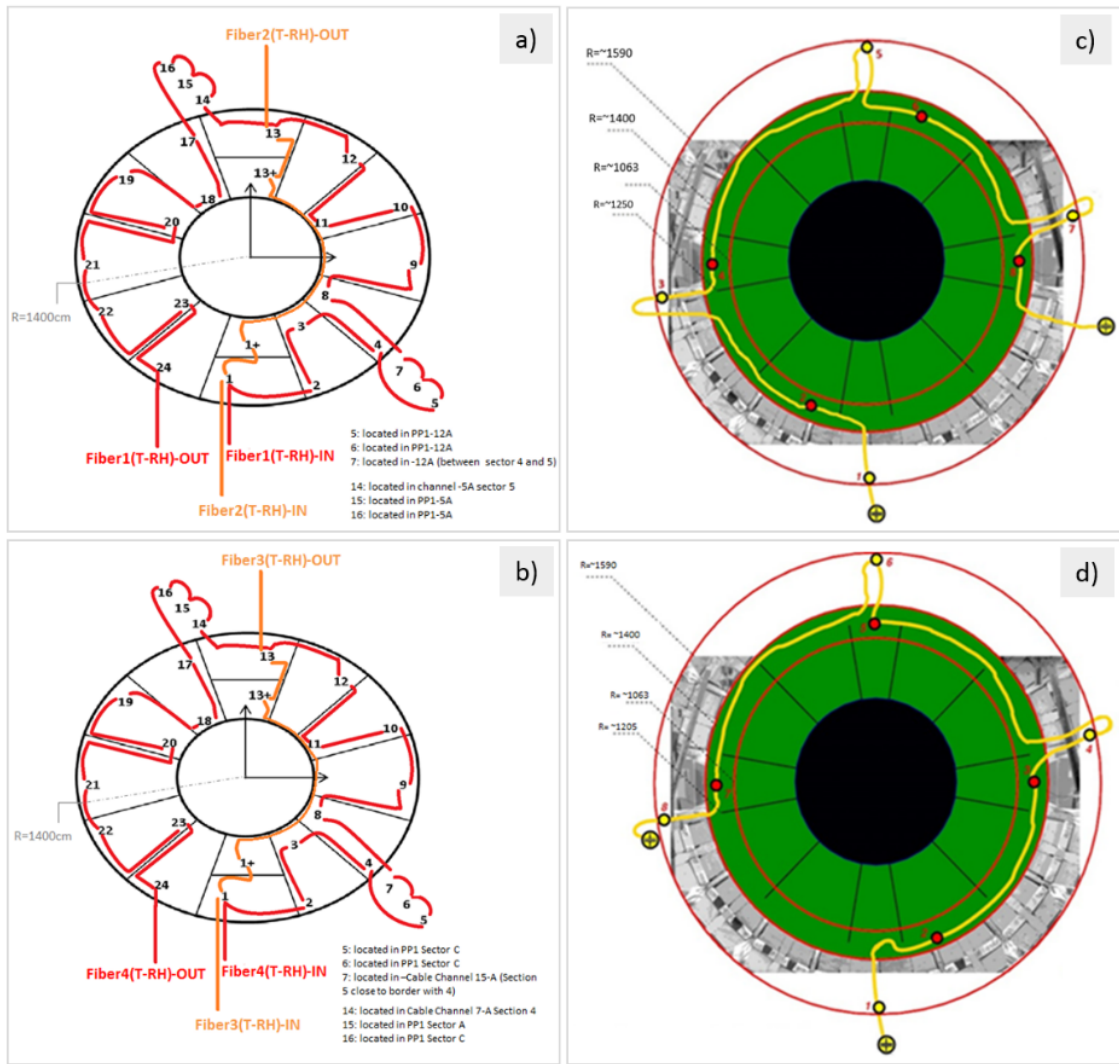 a)
Fiber2(T-RH)-OUT
16
15
14
13
17
12
13+
19
18
10
20
11
21
9
8
R=1400cm
22
23
3
1+
4
24
1
2
7
6
5
Fiber1(T-RH)-OUT
Fiber1(T-RH)-IN
Fiber2(T-RH)-IN
5: located in PP1-12A
6: located in PP1-12A
7: located in -12A (between sector 4 and 5)
14: located in channel -5A sector 5
15: located in PP1-5A
16: located in PP1-5A
c)
R=~1590
R=~1400
R=~1063
R=~1250
5
7
3
1
b)
Fiber3(T-RH)-OUT
16
15
14
13
17
12
13+
19
18
10
20
11
21
9
8
R=1400cm
22
23
3
1+
4
24
1
2
7
6
5
Fiber4(T-RH)-OUT
Fiber4(T-RH)-IN
Fiber3(T-RH)-IN
5: located in PP1 Sector C
6: located in PP1 Sector C
7: located in –Cable Channel 15-A (Section
5 close to border with 4)
14: located in Cable Channel 7-A Section 4
15: located in PP1 Sector A
16: located in PP1 Sector C
d)
R=~1590
R= ~1400
R= ~1063
R= ~1205
6
4
8
1